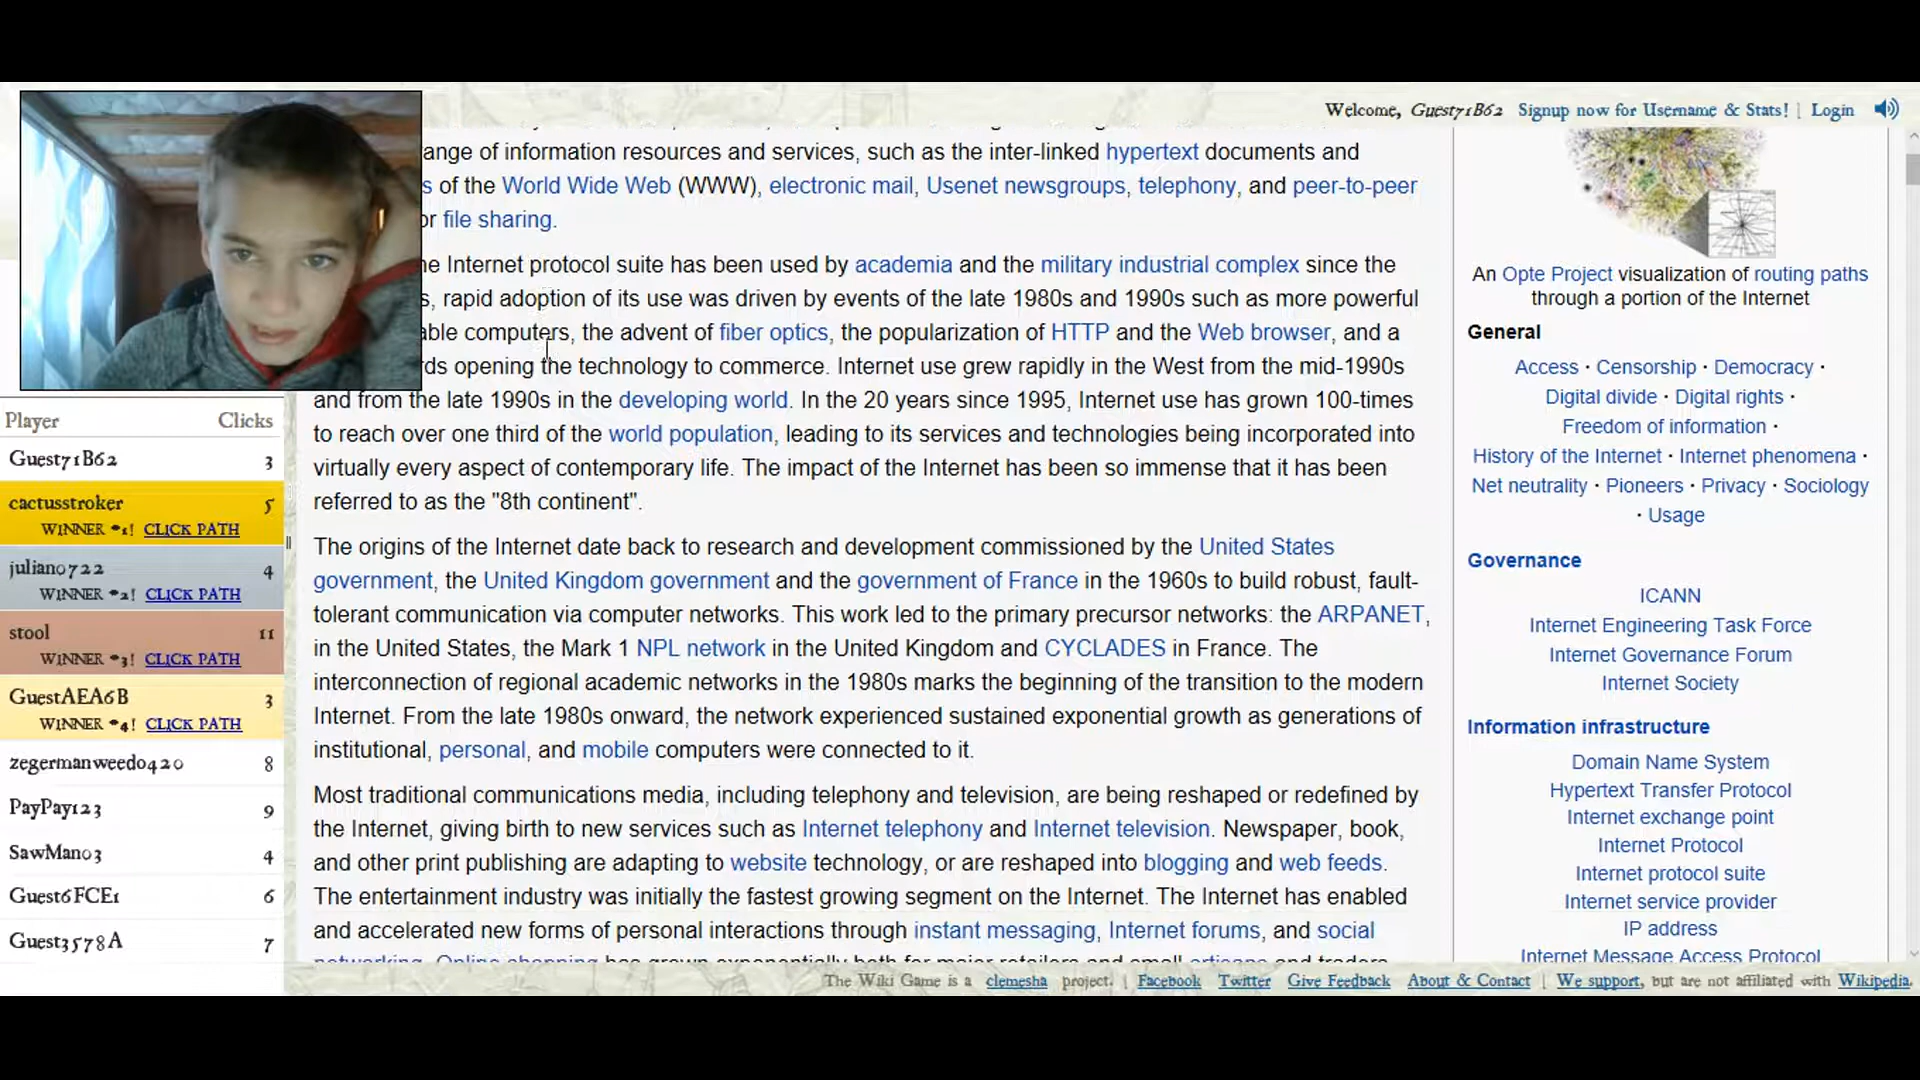 Welcome, Guest71B62 Signup now for Username & Stats! | Login
ange of information resources and services, such as the inter-linked hypertext documents and
s of the World Wide Web (WWW), electronic mail, Usenet newsgroups, telephony, and peer-to-peer
or file sharing.
he Internet protocol suite has been used by academia and the military industrial complex since the
s, rapid adoption of its use was driven by events of the late 1980s and 1990s such as more powerful
able computers, the advent of fiber optics, the popularization of HTTP and the Web browser, and a
rds opening the technology to commerce. Internet use grew rapidly in the West from the mid-1990s
and from the late 1990s in the developing world. In the 20 years since 1995, Internet use has grown 100-times
to reach over one third of the world population, leading to its services and technologies being incorporated into
virtually every aspect of contemporary life. The impact of the Internet has been so immense that it has been
referred to as the "8th continent".
The origins of the Internet date back to research and development commissioned by the United States
government, the United Kingdom government and the government of France in the 1960s to build robust, fault-
tolerant communication via computer networks. This work led to the primary precursor networks: the ARPANET,
in the United States, the Mark 1 NPL network in the United Kingdom and CYCLADES in France. The
interconnection of regional academic networks in the 1980s marks the beginning of the transition to the modern
Internet. From the late 1980s onward, the network experienced sustained exponential growth as generations of
institutional, personal, and mobile computers were connected to it.
Most traditional communications media, including telephony and television, are being reshaped or redefined by
the Internet, giving birth to new services such as Internet telephony and Internet television. Newspaper, book,
and other print publishing are adapting to website technology, or are reshaped into blogging and web feeds.
The entertainment industry was initially the fastest growing segment on the Internet. The Internet has enabled
and accelerated new forms of personal interactions through instant messaging, Internet forums, and social
networking. Online shopping has grown exponentially both for major retailers and small artisans and traders
An Opte Project visualization of routing paths
through a portion of the Internet
General
Access · Censorship · Democracy ·
Digital divide · Digital rights ·
Freedom of information ·
History of the Internet · Internet phenomena ·
Net neutrality · Pioneers · Privacy · Sociology
· Usage
Governance
ICANN
Internet Engineering Task Force
Internet Governance Forum
Internet Society
Information infrastructure
Domain Name System
Hypertext Transfer Protocol
Internet exchange point
Internet Protocol
Internet protocol suite
Internet service provider
IP address
Internet Message Access Protocol
Player Clicks
Guest71B62 3
cactusstroker 5
WINNER #1! CLICK PATH
juliano722 4
WINNER #2! CLICK PATH
stool 11
WINNER #3! CLICK PATH
GuestAEA6B 3
WINNER #4! CLICK PATH
zegermanweed0420 8
PayPay123 9
SawMan03 4
Guest6FCE1 6
Guest3578A 7
The Wiki Game is a clemesha project. | Facebook Twitter Give Feedback About & Contact | We support, but are not affiliated with Wikipedia.